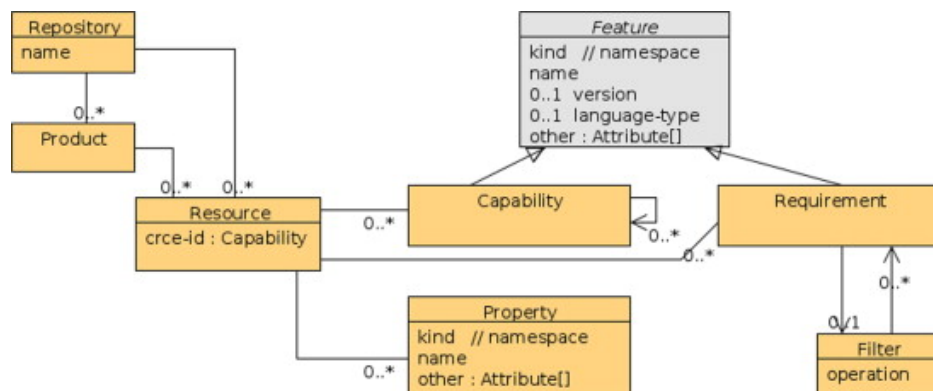 Repository
name
0..*
Product
0..*
0..*
Resource
crce-id : Capability
Feature
kind // namespace
name
0..1 version
0..1 language-type
other : Attribute[]
Capability
0..*
0..*
Requirement
0..*
0..*
0./1
Filter
operation
Property
kind // namespace
name
other : Attribute[]
0..*